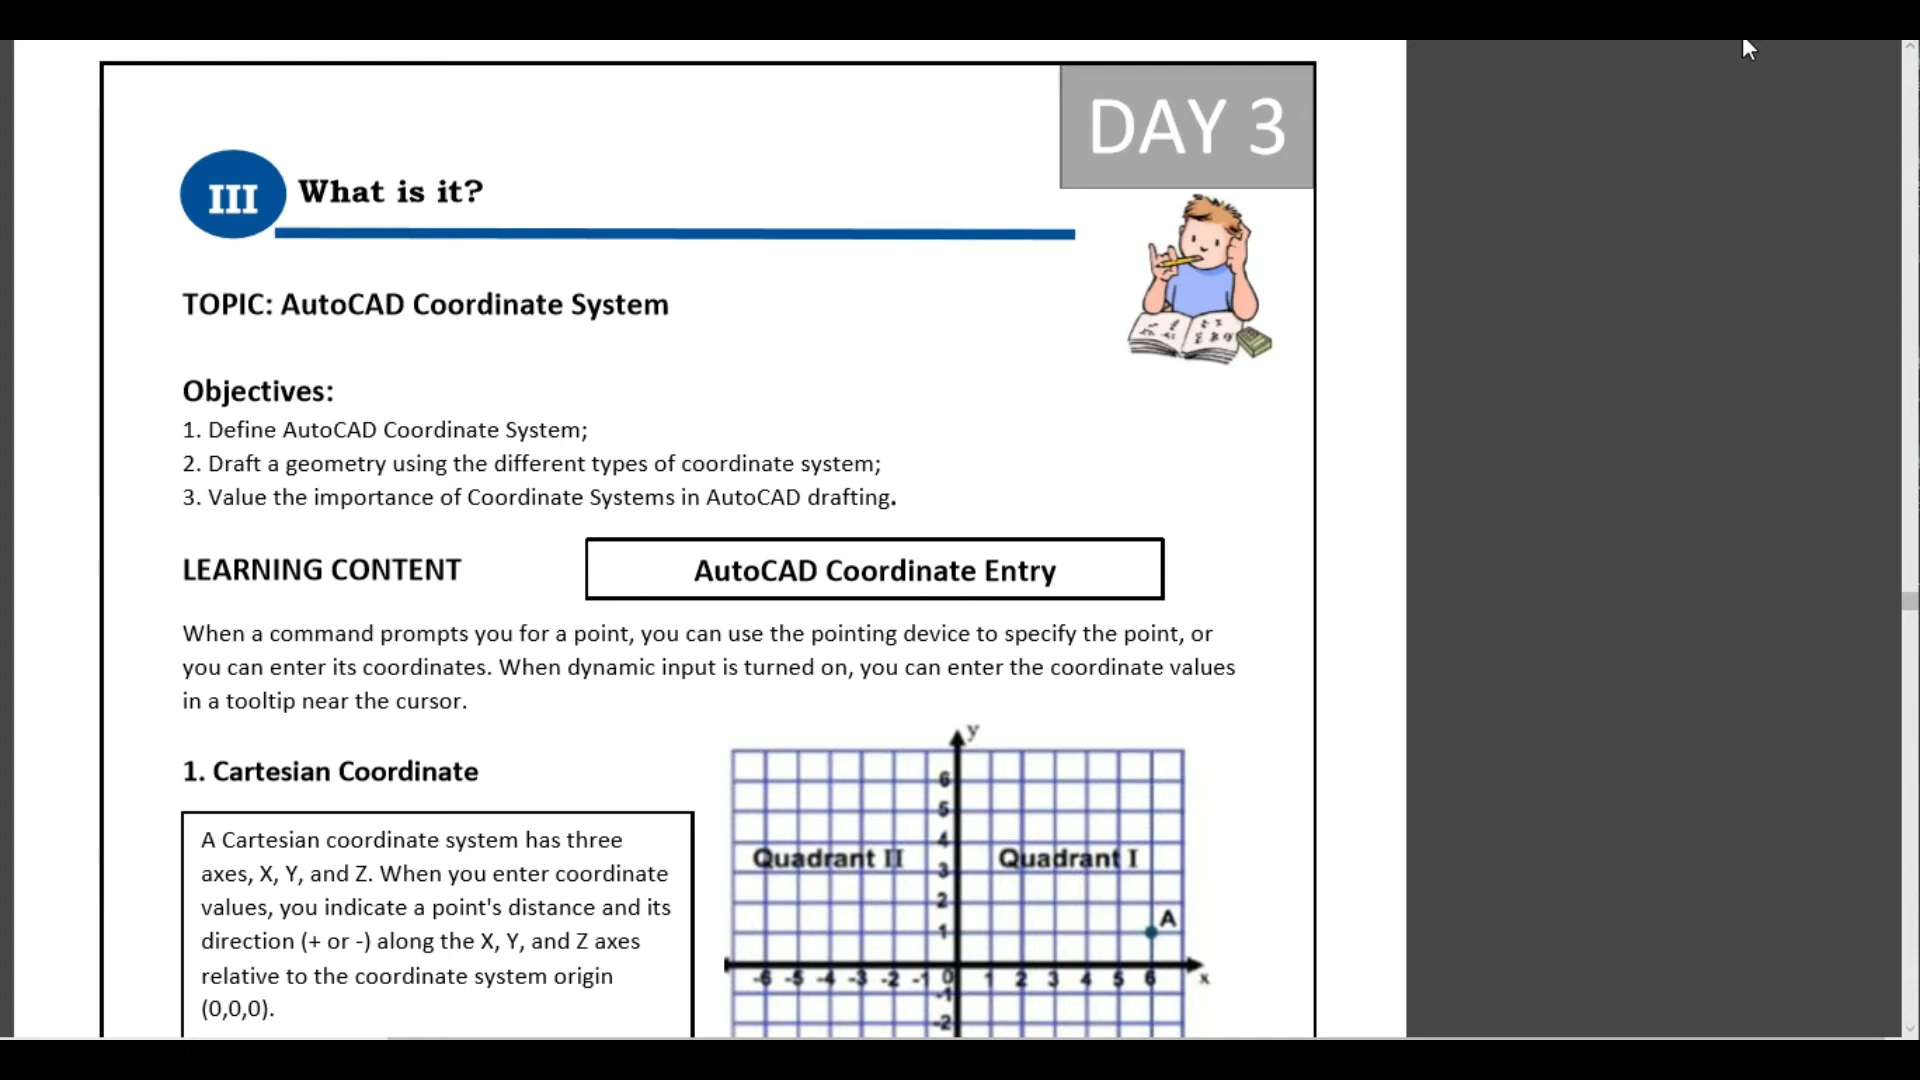 DAY 3
III What is it?
TOPIC: AutoCAD Coordinate System
Objectives:
1. Define AutoCAD Coordinate System;
2. Draft a geometry using the different types of coordinate system;
3. Value the importance of Coordinate Systems in AutoCAD drafting.
LEARNING CONTENT
AutoCAD Coordinate Entry
When a command prompts you for a point, you can use the pointing device to specify the point, or
you can enter its coordinates. When dynamic input is turned on, you can enter the coordinate values
in a tooltip near the cursor.
1. Cartesian Coordinate
A Cartesian coordinate system has three
axes, X, Y, and Z. When you enter coordinate
values, you indicate a point's distance and its
direction (+ or -) along the X, Y, and Z axes
relative to the coordinate system origin
(0,0,0).
y
6
5
4
Quadrant II Quadrant I
3
2
A
1
-6 -5 -4 -3 -2 -1 0 1 2 3 4 5 6 x
-1
-2